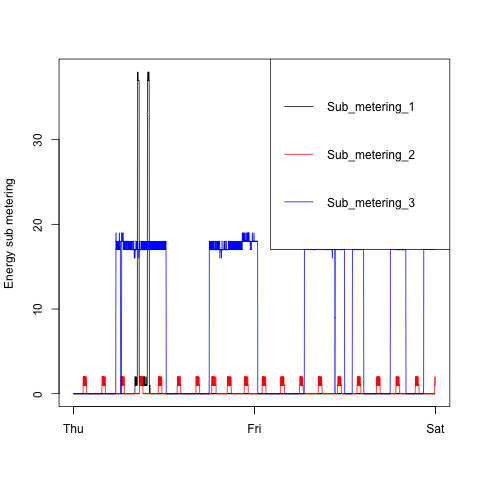 Energy sub metering
30
20
10
0
Sub_metering_1
Sub_metering_2
Sub_metering_3
Thu
Fri
Sat